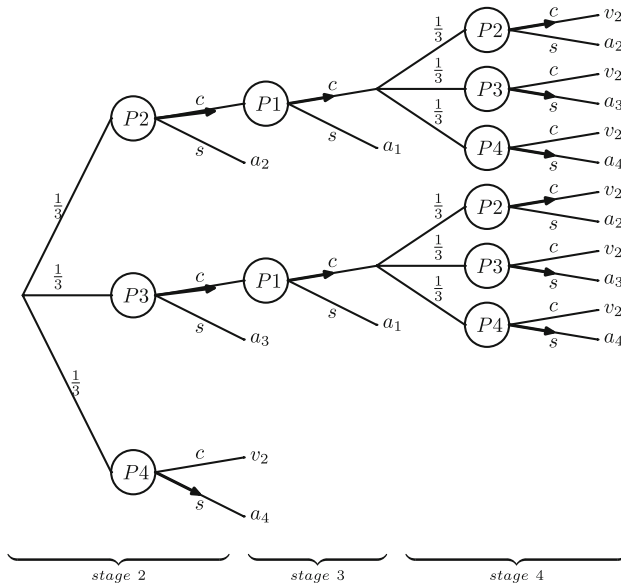 1/3 P2 c v2
s a2
1/3 P3 c v2
s a3
1/3 P4 c v2
s a4
P2 c P1 c
s a2 s a1
1/3
1/3 P2 c v2
s a2
1/3 P3 c v2
s a3
1/3 P4 c v2
s a4
1/3 P3 c P1 c
s a3 s a1
1/3
P4 c v2
s a4
stage 2 stage 3 stage 4